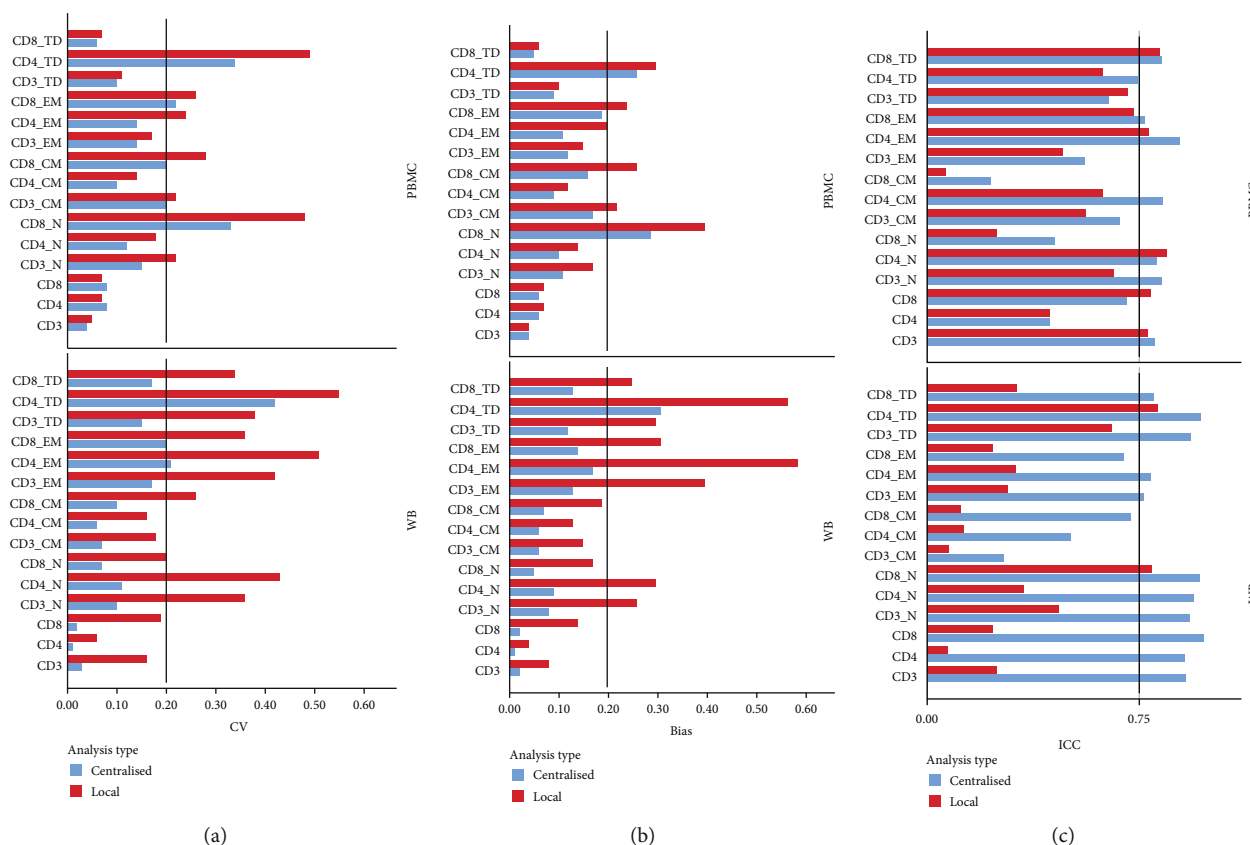 CD8_TD
CD4_TD
CD3_TD
CD8_EM
CD4_EM
CD3_EM
CD8_CM
CD4_CM
CD3_CM
CD8_N
CD4_N
CD3_N
CD8
CD4
CD3
PBMC
CD8_TD
CD4_TD
CD3_TD
CD8_EM
CD4_EM
CD3_EM
CD8_CM
CD4_CM
CD3_CM
CD8_N
CD4_N
CD3_N
CD8
CD4
CD3
WB
0.00 0.10 0.20 0.30 0.40 0.50 0.60
CV
Analysis type
Centralised
Local
(a)
CD8_TD
CD4_TD
CD3_TD
CD8_EM
CD4_EM
CD3_EM
CD8_CM
CD4_CM
CD3_CM
CD8_N
CD4_N
CD3_N
CD8
CD4
CD3
PBMC
CD8_TD
CD4_TD
CD3_TD
CD8_EM
CD4_EM
CD3_EM
CD8_CM
CD4_CM
CD3_CM
CD8_N
CD4_N
CD3_N
CD8
CD4
CD3
WB
0.00 0.10 0.20 0.30 0.40 0.50 0.60
Bias
Analysis type
Centralised
Local
(b)
CD8_TD
CD4_TD
CD3_TD
CD8_EM
CD4_EM
CD3_EM
CD8_CM
CD4_CM
CD3_CM
CD8_N
CD4_N
CD3_N
CD8
CD4
CD3
CD8_TD
CD4_TD
CD3_TD
CD8_EM
CD4_EM
CD3_EM
CD8_CM
CD4_CM
CD3_CM
CD8_N
CD4_N
CD3_N
CD8
CD4
CD3
0.00 0.75
ICC
Analysis type
Centralised
Local
(c)